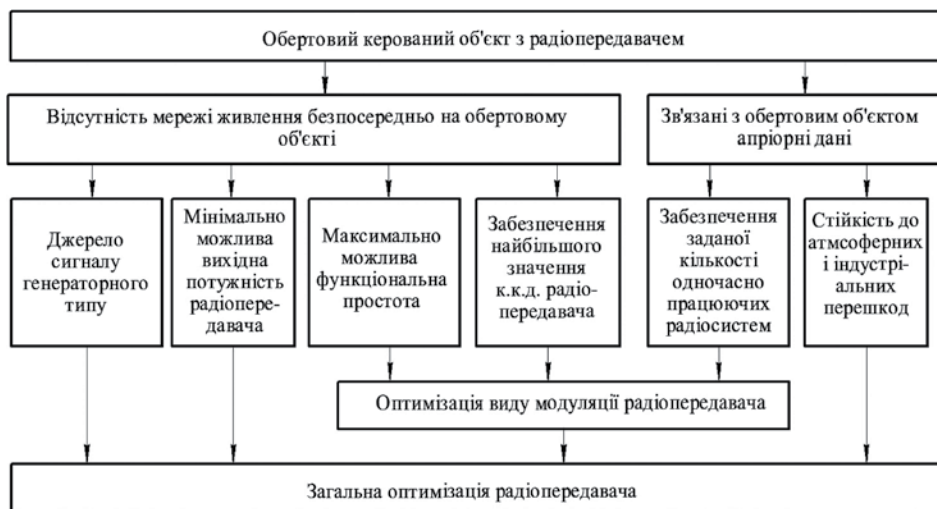 Обертовий керований об'єкт з радіопередавачем
Відсутність мережі живлення безпосередньо на обертовому
об'єкті
Зв'язані з обертовим об'єктом
апріорні дані
Джерело
сигналу
генераторного
типу
Мінімально
можлива
вихідна
потужність
радіопере-
давача
Максимально
можлива
функціональна
простота
Забезпечення
найбільшого
значення
к.к.д. радіо-
передавача
Забезпечення
заданої
кількості
одночасно
працюючих
радіосистем
Стійкість до
атмсоферних
і індустрі-
альних
перешкод
Оптимізація виду модуляції радіопередавача
Загальна оптимізація радіопередавача